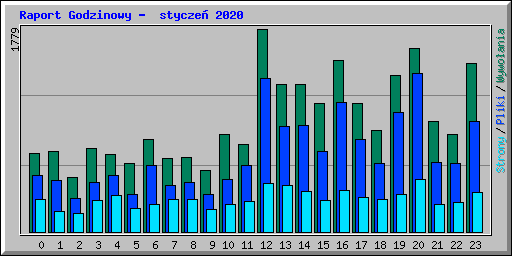 Raport Godzinowy -  styczeń 2020
1779
Strony / Pliki / Wywołania
0 1 2 3 4 5 6 7 8 9 10 11 12 13 14 15 16 17 18 19 20 21 22 23